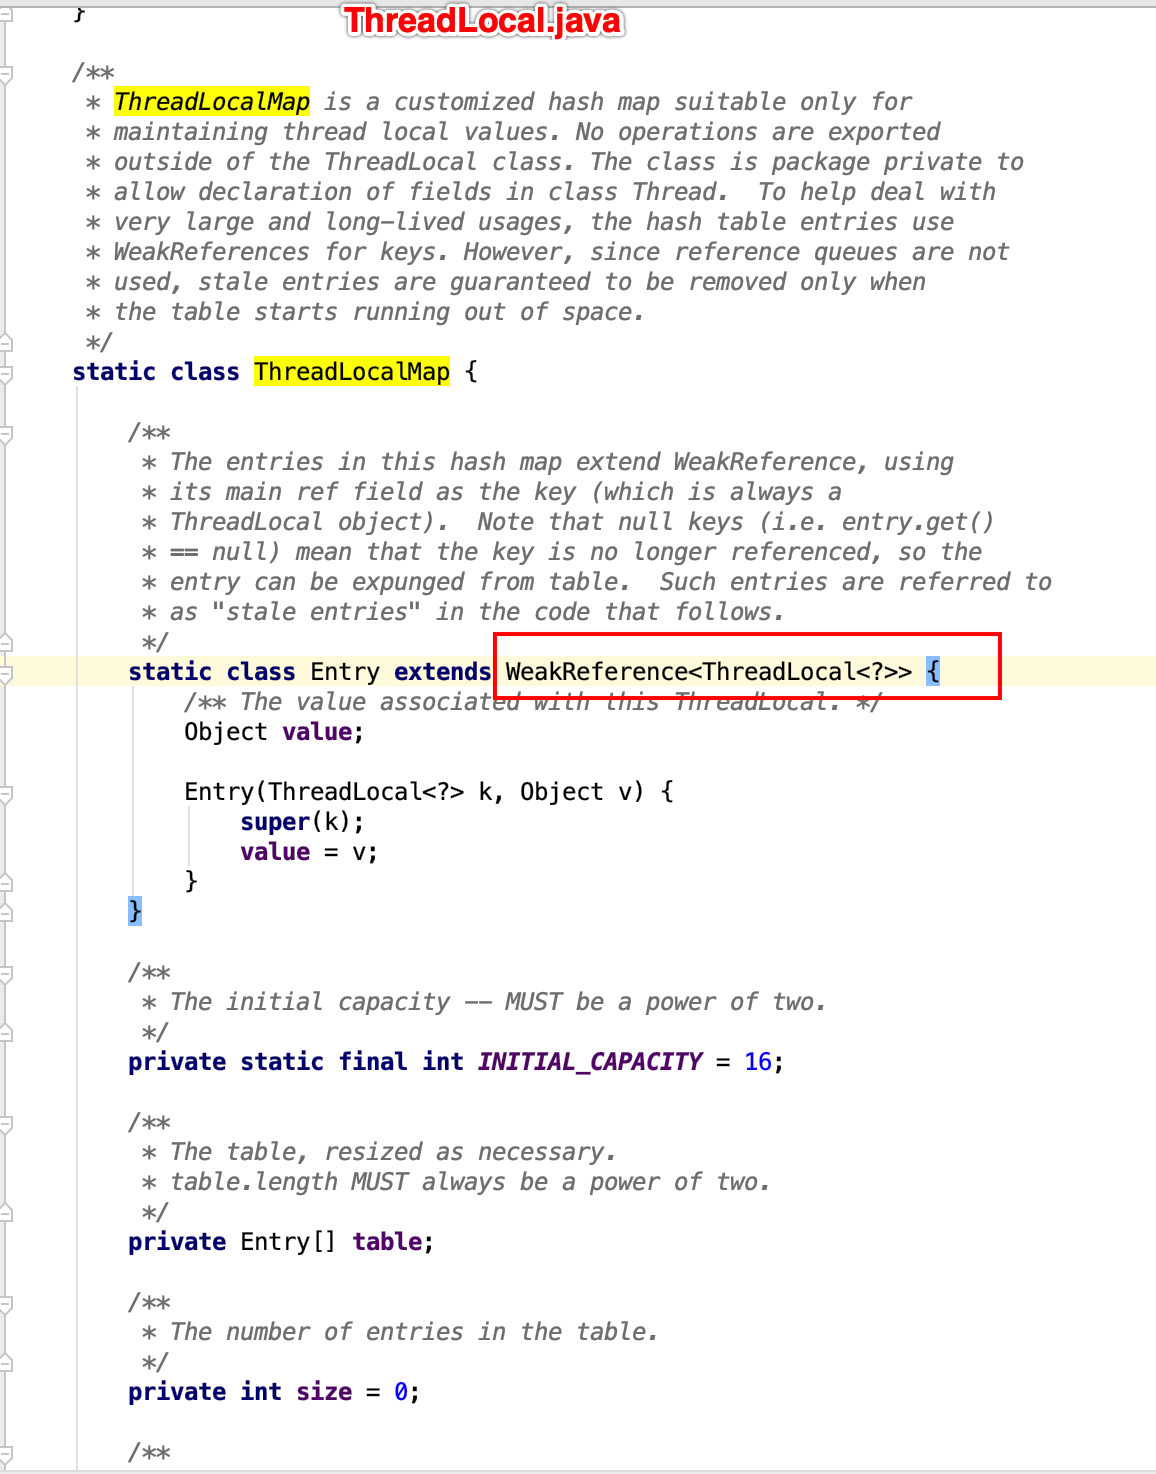 }
ThreadLocal.java
/**
 * ThreadLocalMap is a customized hash map suitable only for
 * maintaining thread local values. No operations are exported
 * outside of the ThreadLocal class. The class is package private to
 * allow declaration of fields in class Thread.  To help deal with
 * very large and long-lived usages, the hash table entries use
 * WeakReferences for keys. However, since reference queues are not
 * used, stale entries are guaranteed to be removed only when
 * the table starts running out of space.
 */
static class ThreadLocalMap {
/**
 * The entries in this hash map extend WeakReference, using
 * its main ref field as the key (which is always a
 * ThreadLocal object).  Note that null keys (i.e. entry.get()
 * == null) mean that the key is no longer referenced, so the
 * entry can be expunged from table.  Such entries are referred to
 * as "stale entries" in the code that follows.
 */
static class Entry extends WeakReference<ThreadLocal<?>> {
/** The value associated with this ThreadLocal. */
Object value;
Entry(ThreadLocal<?> k, Object v) {
super(k);
value = v;
}
}
/**
 * The initial capacity -- MUST be a power of two.
 */
private static final int INITIAL_CAPACITY = 16;
/**
 * The table, resized as necessary.
 * table.length MUST always be a power of two.
 */
private Entry[] table;
/**
 * The number of entries in the table.
 */
private int size = 0;
/**